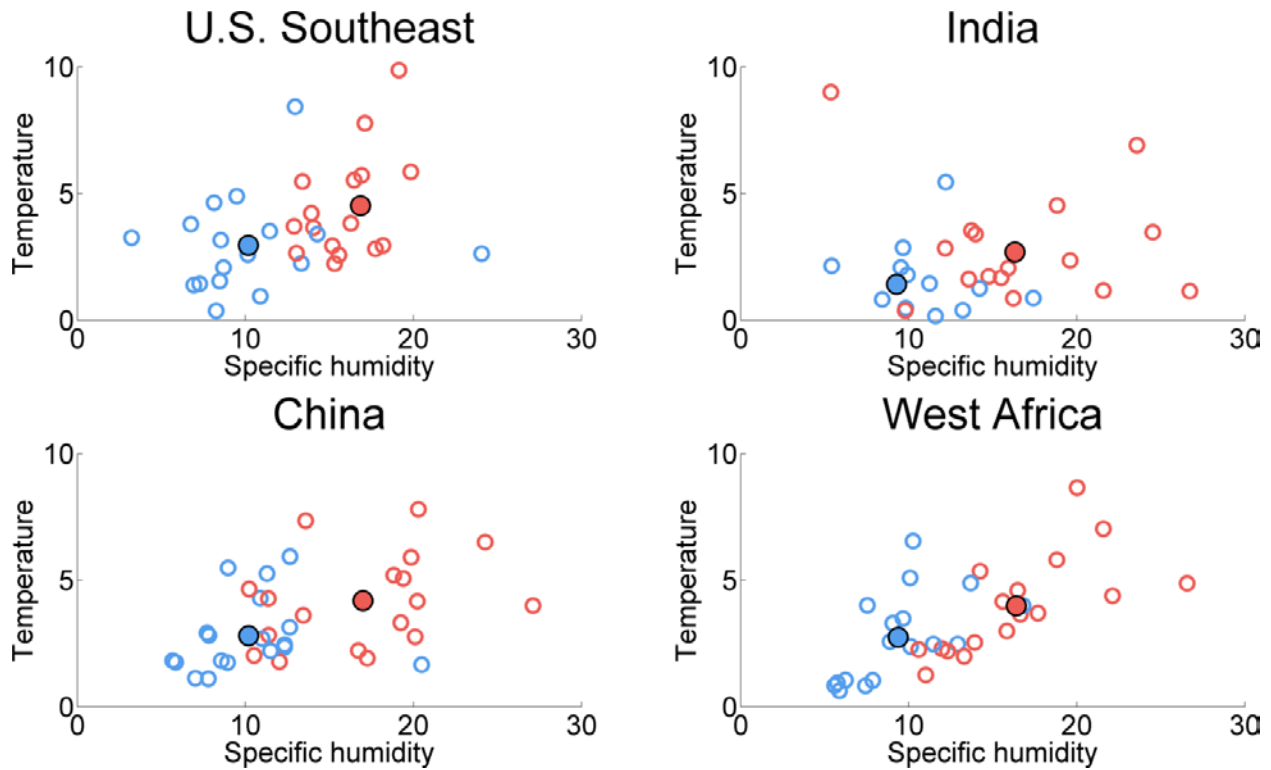 U.S. Southeast
10
5
0
Temperature
0 10 20 30
Specific humidity
India
10
5
0
Temperature
0 10 20 30
Specific humidity
China
10
5
0
Temperature
0 10 20 30
Specific humidity
West Africa
10
5
0
Temperature
0 10 20 30
Specific humidity